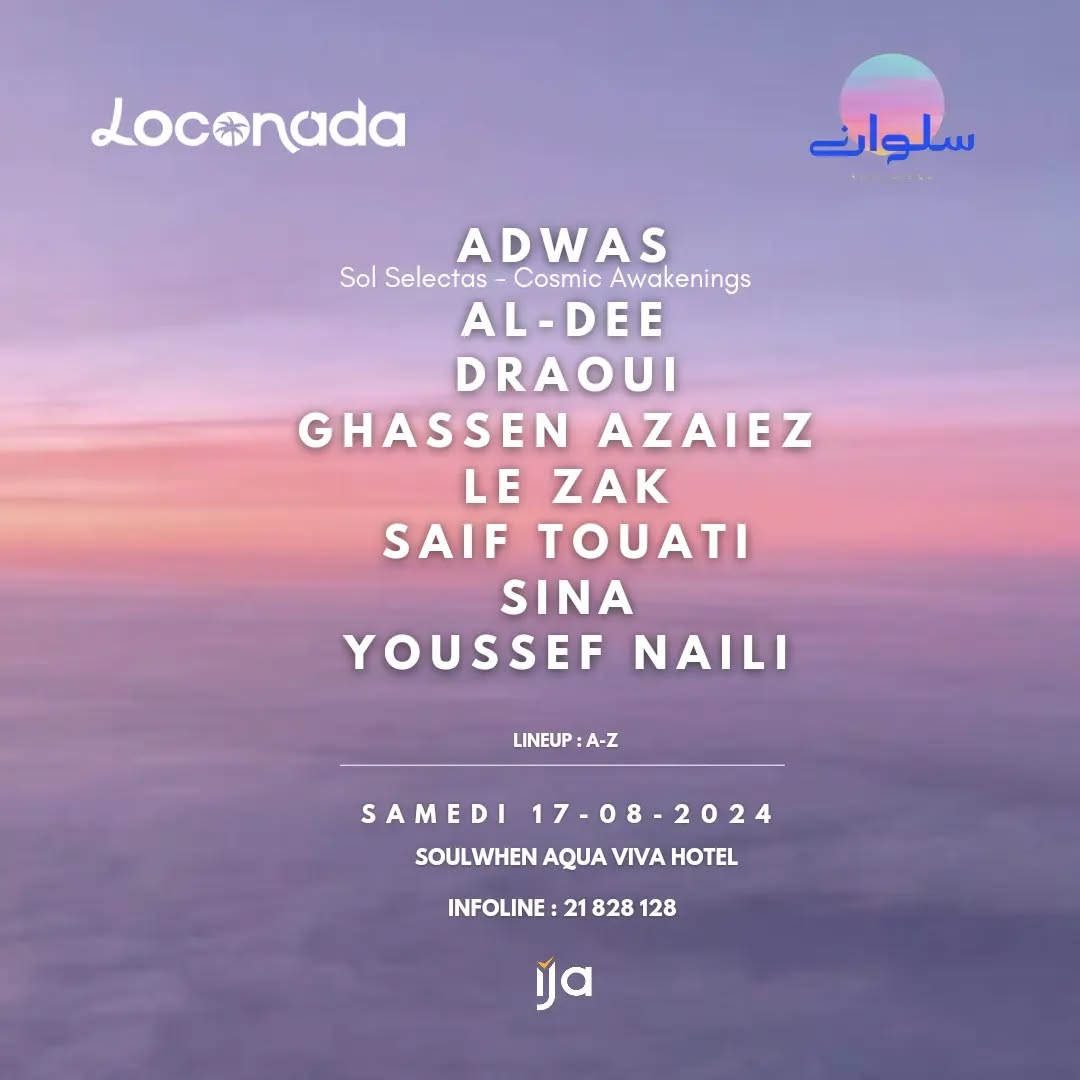 Loconada
سلواني
ADWAS
Sol Selectas - Cosmic Awakenings
AL-DEE
DRAOUI
GHASSEN AZAIEZ
LE ZAK
SAIF TOUATI
SINA
YOUSSEF NAILI
LINEUP : A-Z
SAMEDI 17-08-2024
SOULWHEN AQUA VIVA HOTEL
INFOLINE : 21 828 128
ija